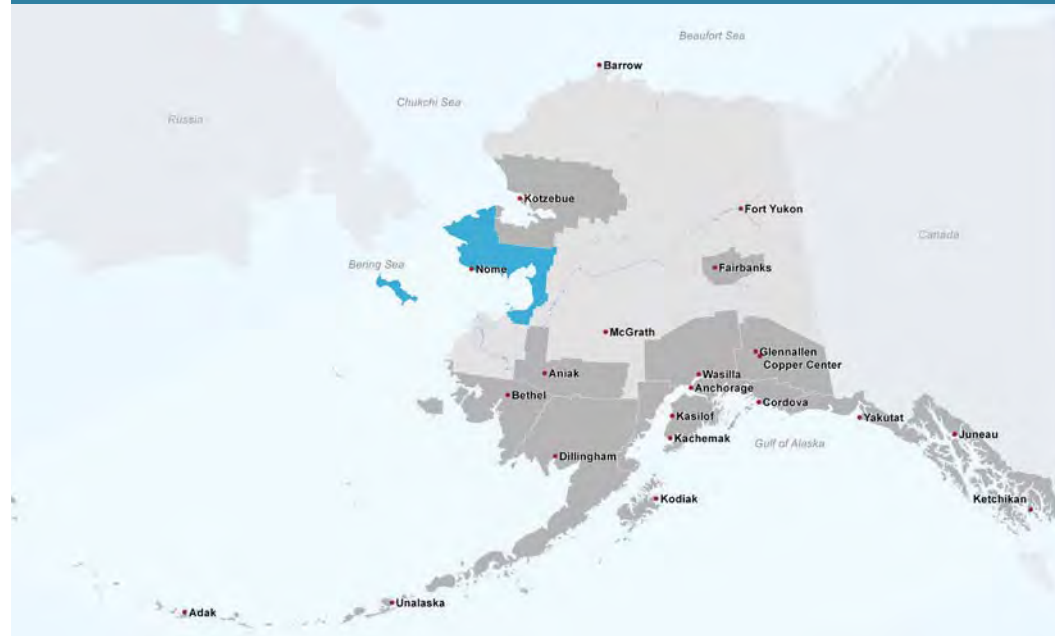 Beaufort Sea
Barrow
Chukchi Sea
Russia
Kotzebue
Fort Yukon
Canada
Bering Sea
Nome
Fairbanks
McGrath
Glennallen
Copper Center
Aniak
Wasilla
Anchorage
Bethel
Cordova
Kasilof
Yakutat
Juneau
Kachemak
Gulf of Alaska
Dillingham
Kodiak
Ketchikan
Unalaska
Adak